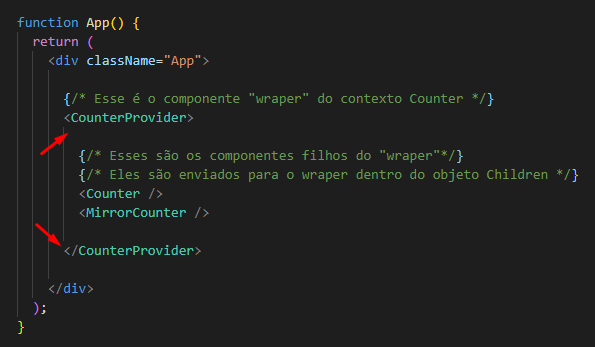 function App() {
return (
<div className="App">
{/* Esse é o componente "wraper" do contexto Counter */}
<CounterProvider>
{/* Esses são os componentes filhos do "wraper"*/}
{/* Eles são enviados para o wraper dentro do objeto Children */}
<Counter />
<MirrorCounter />
</CounterProvider>
</div>
);
}